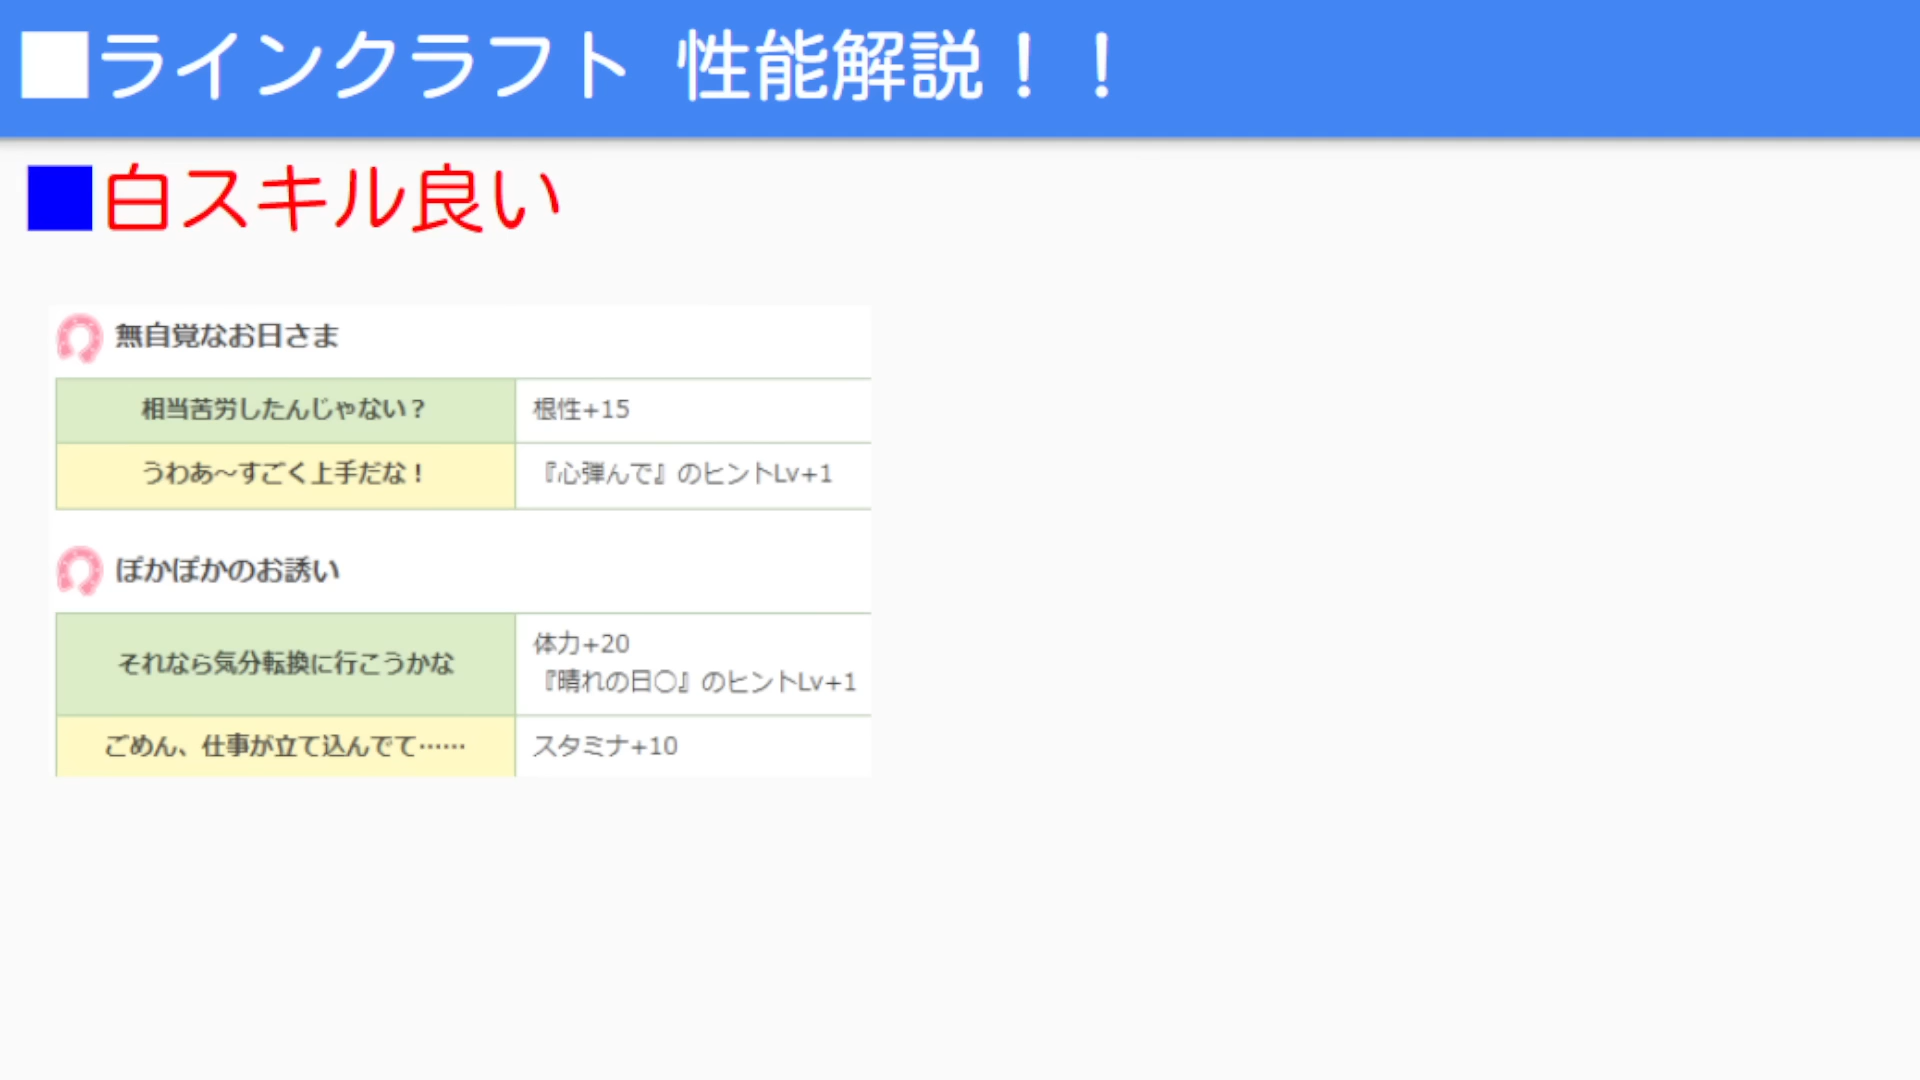 ■ラインクラフト 性能解説！！
■白スキル良い
無自覚なお日さま
相当苦労したんじゃない？ 根性+15
うわあ～すごく上手だな！ 『心弾んで』のヒントLv+1
ぽかぽかのお誘い
それなら気分転換に行こうかな 体力+20
『晴れの日○』のヒントLv+1
ごめん、仕事が立て込んでて…… スタミナ+10